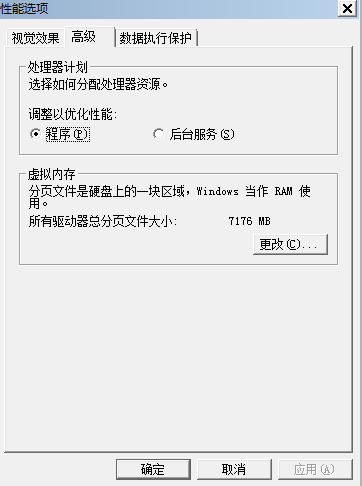 性能选项
视觉效果 高级 数据执行保护
处理器计划
选择如何分配处理器资源。
调整以优化性能:
程序(P) 后台服务(S)
虚拟内存
分页文件是硬盘上的一块区域，Windows 当作 RAM 使
用。
所有驱动器总分页文件大小: 7176 MB
更改(C)...
确定 取消 应用(A)